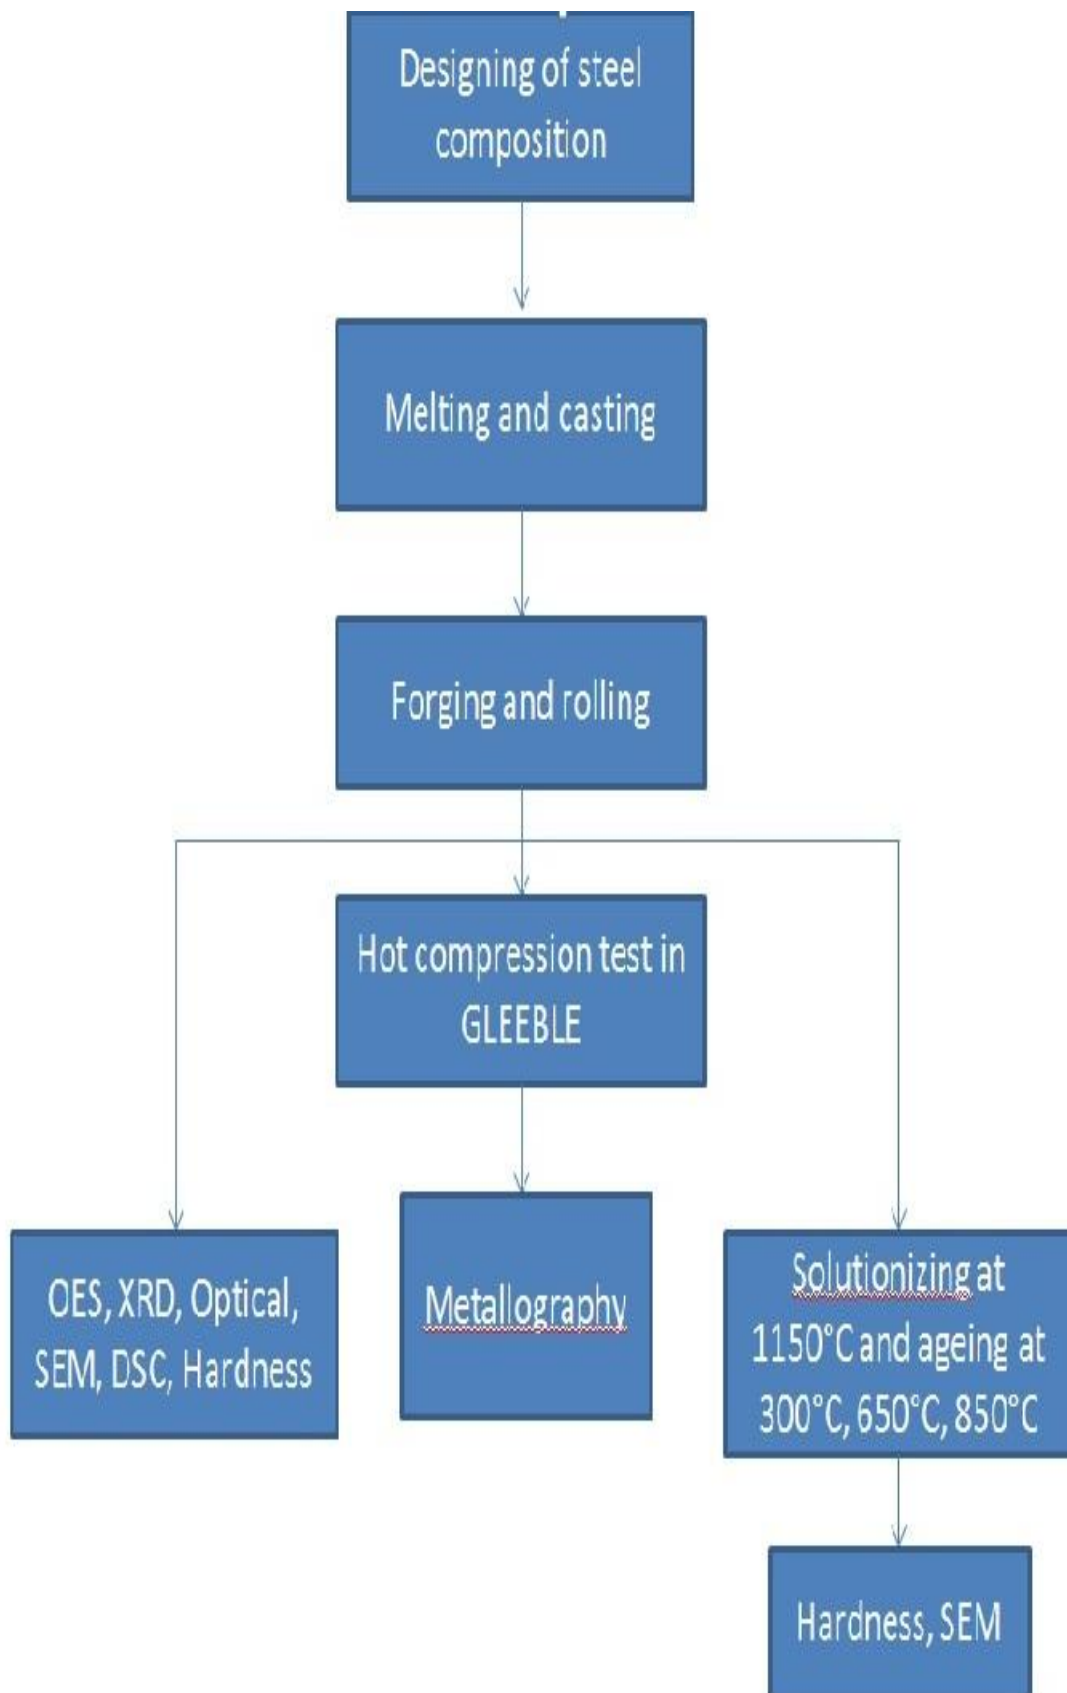 Designing of steel
composition
Melting and casting
Forging and rolling
Hot compression test in
GLEEBLE
OES, XRD, Optical,
SEM, DSC, Hardness
Metallography
Solutionizing at
1150°C and ageing at
300°C, 650°C, 850°C
Hardness, SEM